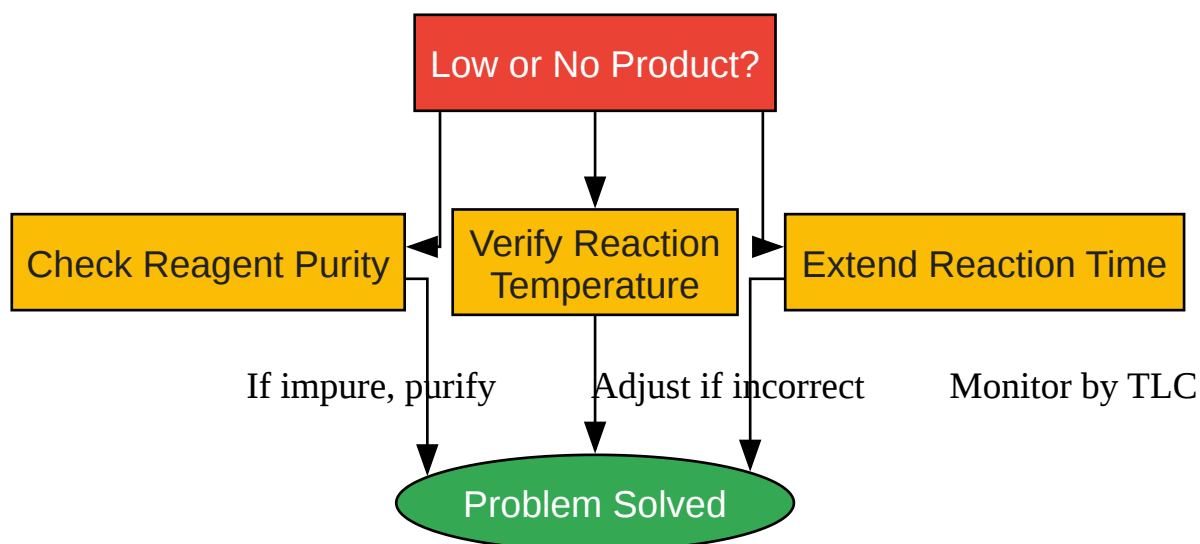 Low or No Product?
Check Reagent Purity
Verify Reaction
Temperature
Extend Reaction Time
If impure, purify
Adjust if incorrect
Monitor by TLC
Problem Solved